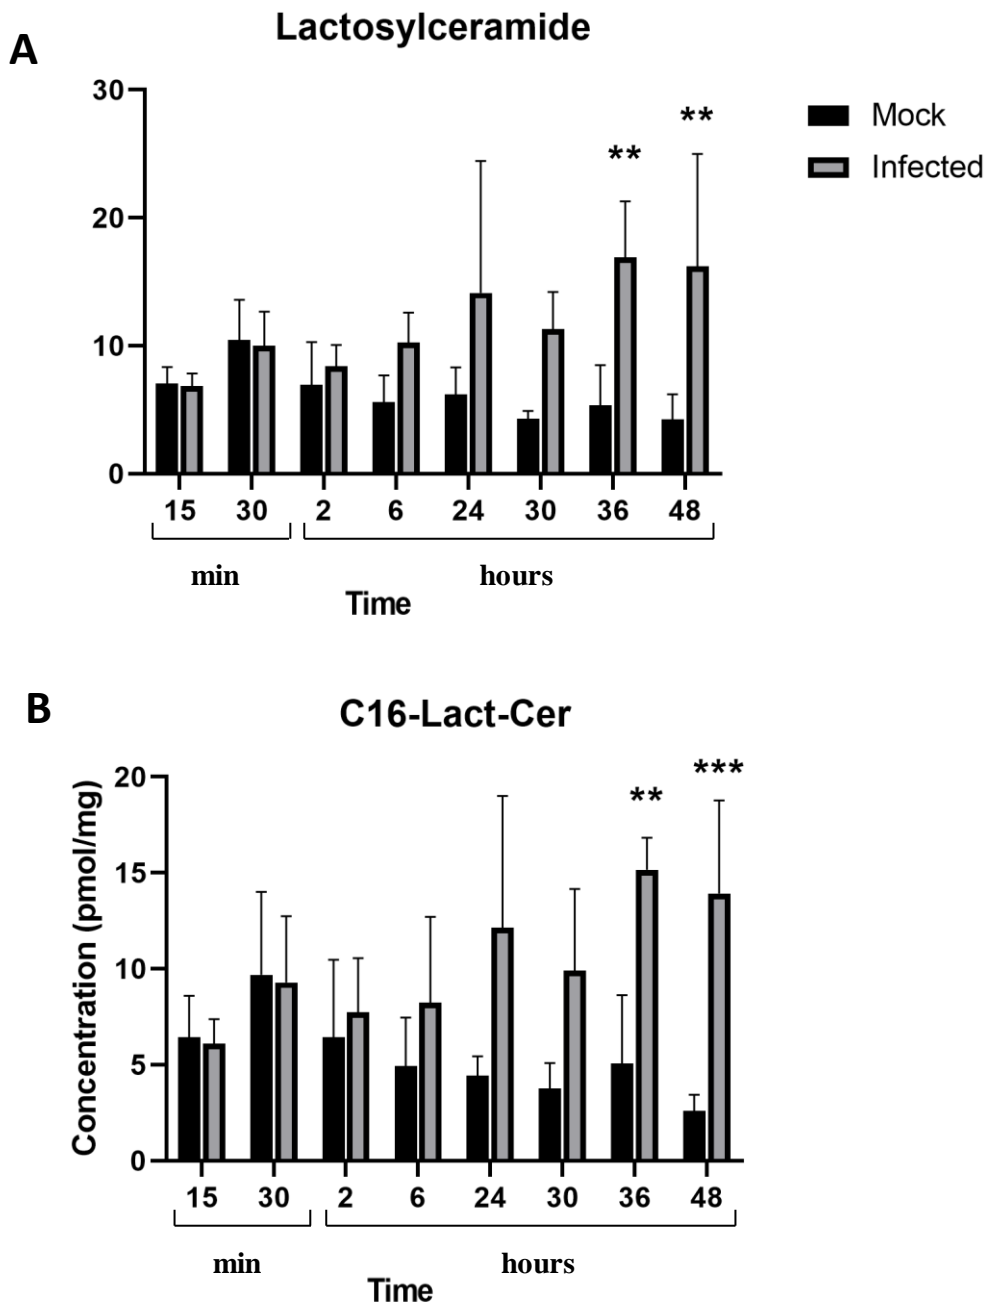 A
Lactosylceramide
30
20
10
0
**
**
Mock
Infected
15 30 2 6 24 30 36 48
min hours
Time
B
C16-Lact-Cer
Concentration (pmol/mg)
20
15
10
5
0
**
***
15 30 2 6 24 30 36 48
min hours
Time